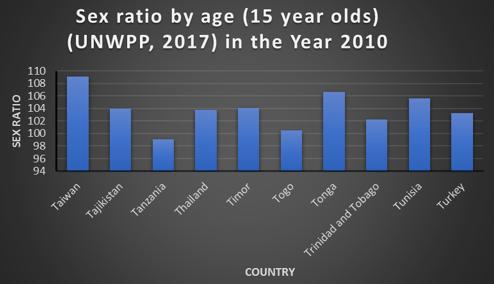 Sex ratio by age (15 year olds)
(UNWPP, 2017) in the Year 2010
SEX RATIO
110
108
106
104
102
100
98
96
94
Taiwan
Tajikistan
Tanzania
Thailand
Timor
Togo
Tonga
Trinidad and Tobago
Tunisia
Turkey
COUNTRY